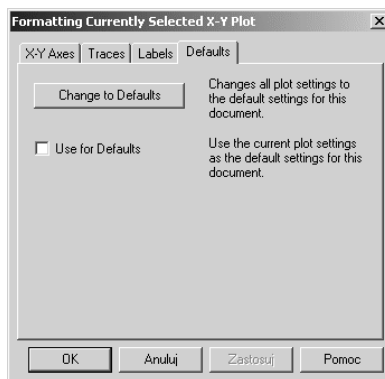 Formatting Currently Selected X-Y Plot
X-Y Axes Traces Labels Defaults
Change to Defaults
Changes all plot settings to
the default settings for this
document.
Use for Defaults
Use the current plot settings
as the default settings for this
document.
OK Anuluj Zastosuj Pomoc